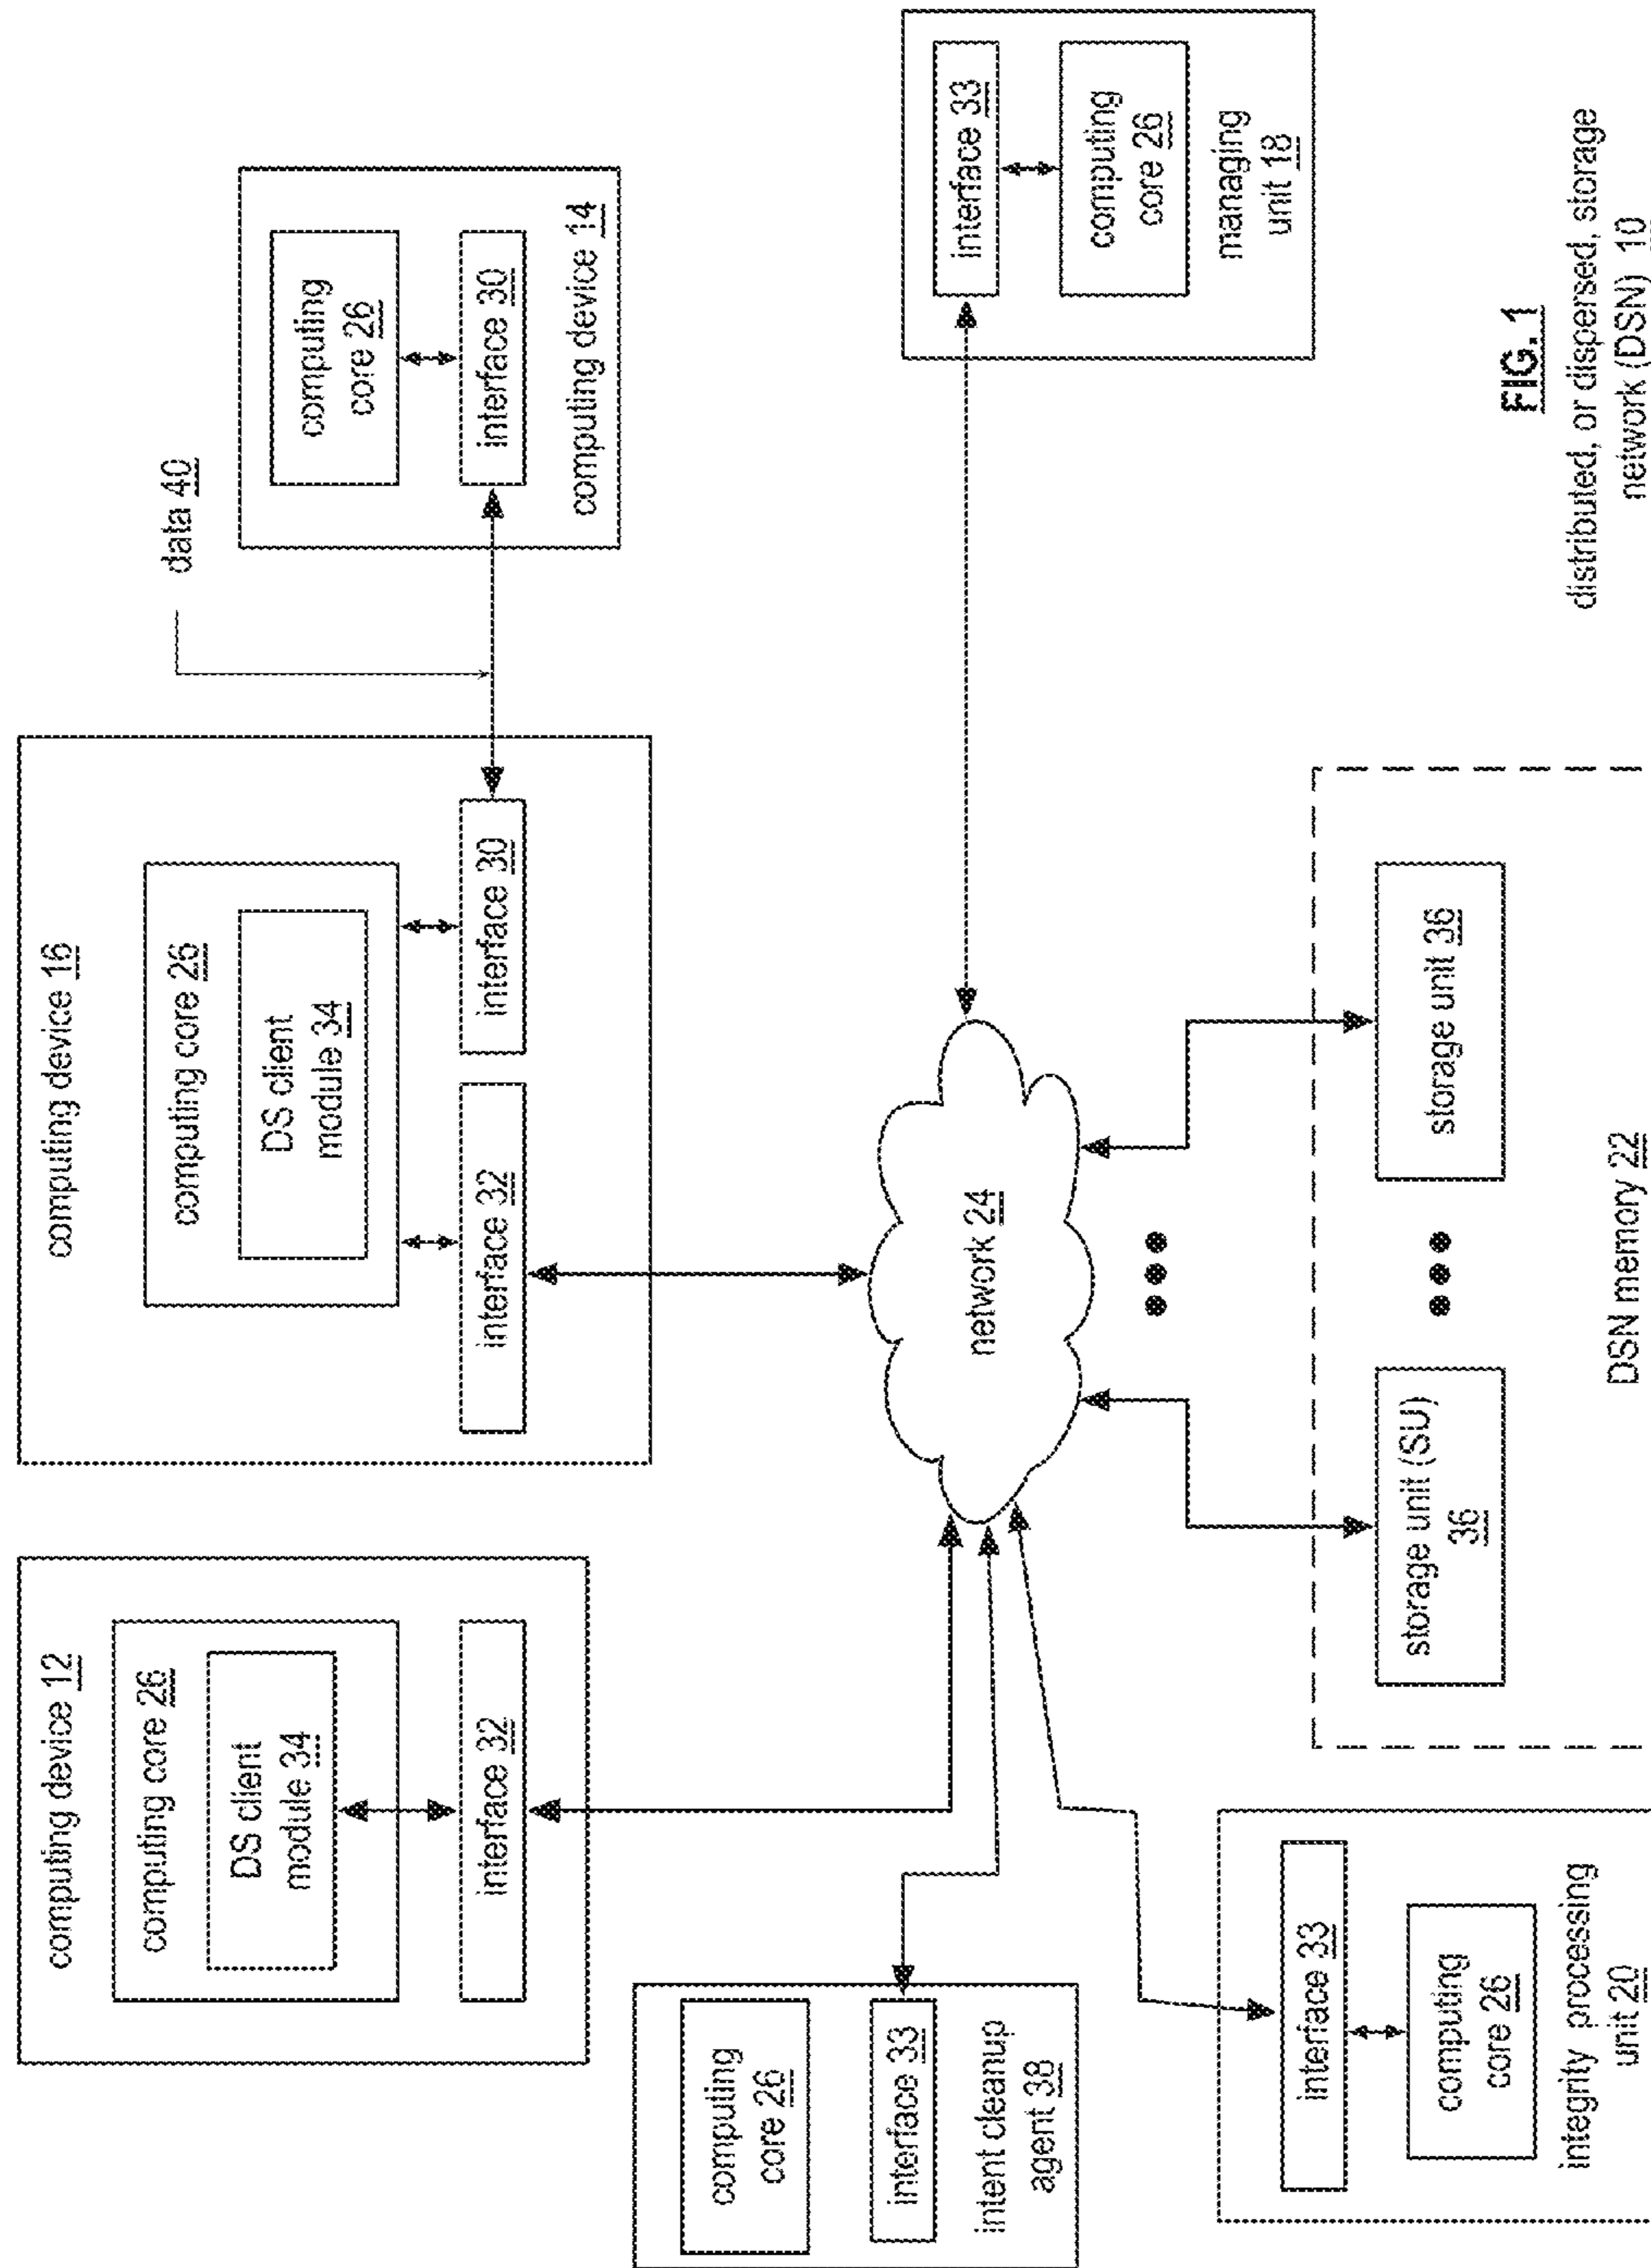 computing device 12
computing core 26
DS client
module 34
interface 32
computing device 16
computing core 26
DS client
module 34
interface 32
interface 30
data 40
computing
core 26
interface 30
computing device 14
computing
core 26
interface 33
intent cleanup
agent 38
network 24
interface 33
computing
core 26
managing
unit 18
interface 33
computing
core 26
integrity processing
unit 20
storage unit (SU)
36
storage unit 36
DSN memory 22
FIG. 1
distributed, or dispersed, storage
network (DSN) 10